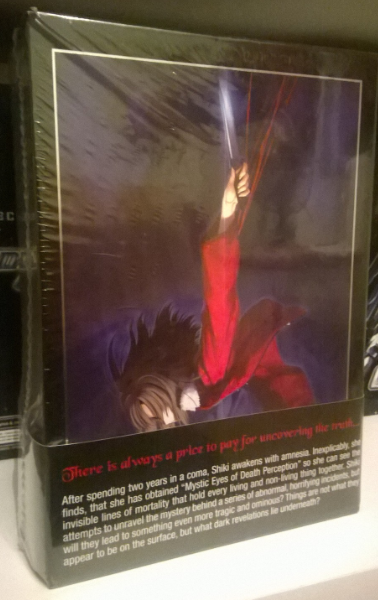 There is always a price to pay for uncovering the truth...
After spending two years in a coma, Shiki awakens with amnesia. Inexplicably, she
finds, that she has obtained "Mystic Eyes of Death Perception" so she can see the
invisible lines of mortality that hold every living and non-living thing together. Shiki
attempts to unravel the mystery behind a series of abnormal, horrifying incidents, but
will they lead to something even more tragic and ominous? Things are not what they
appear to be on the surface, but what dark revelations lie underneath?